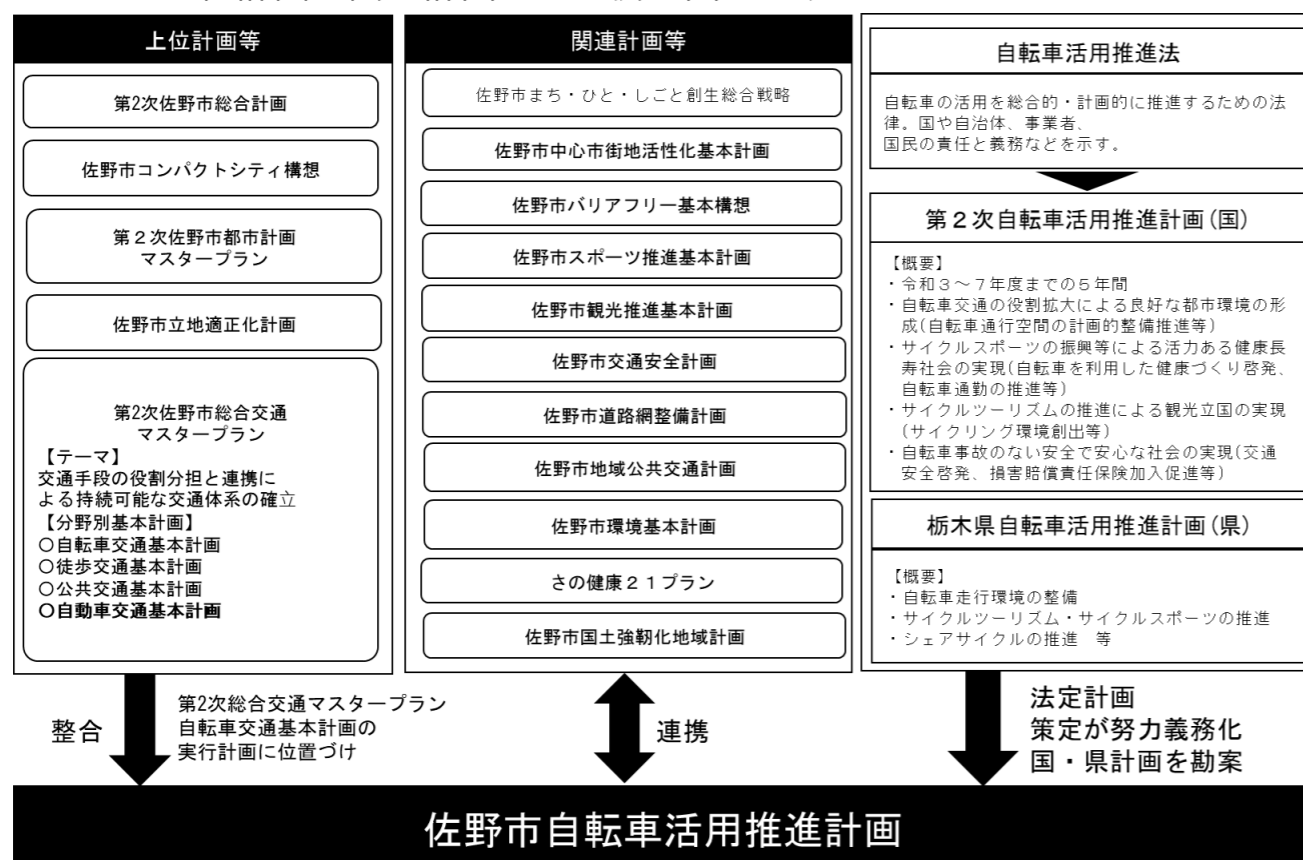 上位計画等
第2次佐野市総合計画
佐野市コンパクトシティ構想
第２次佐野市都市計画
マスタープラン
佐野市立地適正化計画
第2次佐野市総合交通
マスタープラン
【テーマ】
交通手段の役割分担と連携に
よる持続可能な交通体系の確立
【分野別基本計画】
○自転車交通基本計画
○徒歩交通基本計画
○公共交通基本計画
○自動車交通基本計画
関連計画等
佐野市まち・ひと・しごと創生総合戦略
佐野市中心市街地活性化基本計画
佐野市バリアフリー基本構想
佐野市スポーツ推進基本計画
佐野市観光推進基本計画
佐野市交通安全計画
佐野市道路網整備計画
佐野市地域公共交通計画
佐野市環境基本計画
さの健康２１プラン
佐野市国土強靭化地域計画
自転車活用推進法
自転車の活用を総合的・計画的に推進するための法
律。国や自治体、事業者、
国民の責任と義務などを示す。
第２次自転車活用推進計画(国)
【概要】
・令和３～７年度までの５年間
・自転車交通の役割拡大による良好な都市環境の形
成(自転車通行空間の計画的整備推進等)
・サイクルスポーツの振興等による活力ある健康長
寿社会の実現(自転車を利用した健康づくり啓発、
自転車通勤の推進等)
・サイクルツーリズムの推進による観光立国の実現
(サイクリング環境創出等)
・自転車事故のない安全で安心な社会の実現(交通
安全啓発、損害賠償責任保険加入促進等)
栃木県自転車活用推進計画(県)
【概要】
・自転車走行環境の整備
・サイクルツーリズム・サイクルスポーツの推進
・シェアサイクルの推進　等
整合
第2次総合交通マスタープラン
自転車交通基本計画の
実行計画に位置づけ
連携
法定計画
策定が努力義務化
国・県計画を勘案
佐野市自転車活用推進計画